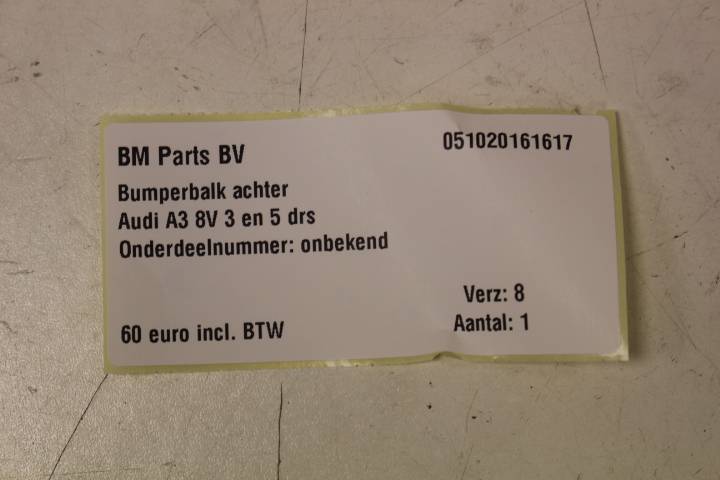 BM Parts BV
051020161617
Bumperbalk achter
Audi A3 8V 3 en 5 drs
Onderdeelnummer: onbekend
Verz: 8
60 euro incl. BTW
Aantal: 1